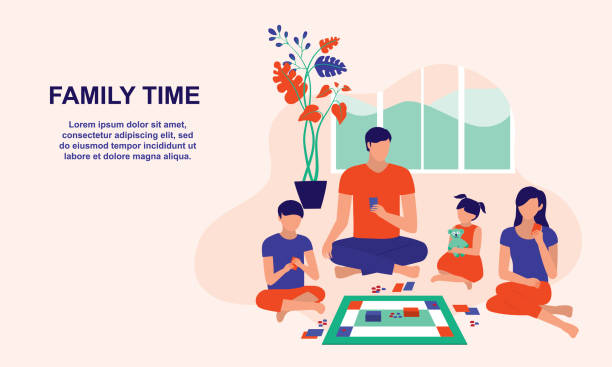 FAMILY TIME
Lorem ipsum dolor sit amet,
consectetur adipiscing elit, sed
do eiusmod tempor incididunt ut
labore et dolore magna aliqua.